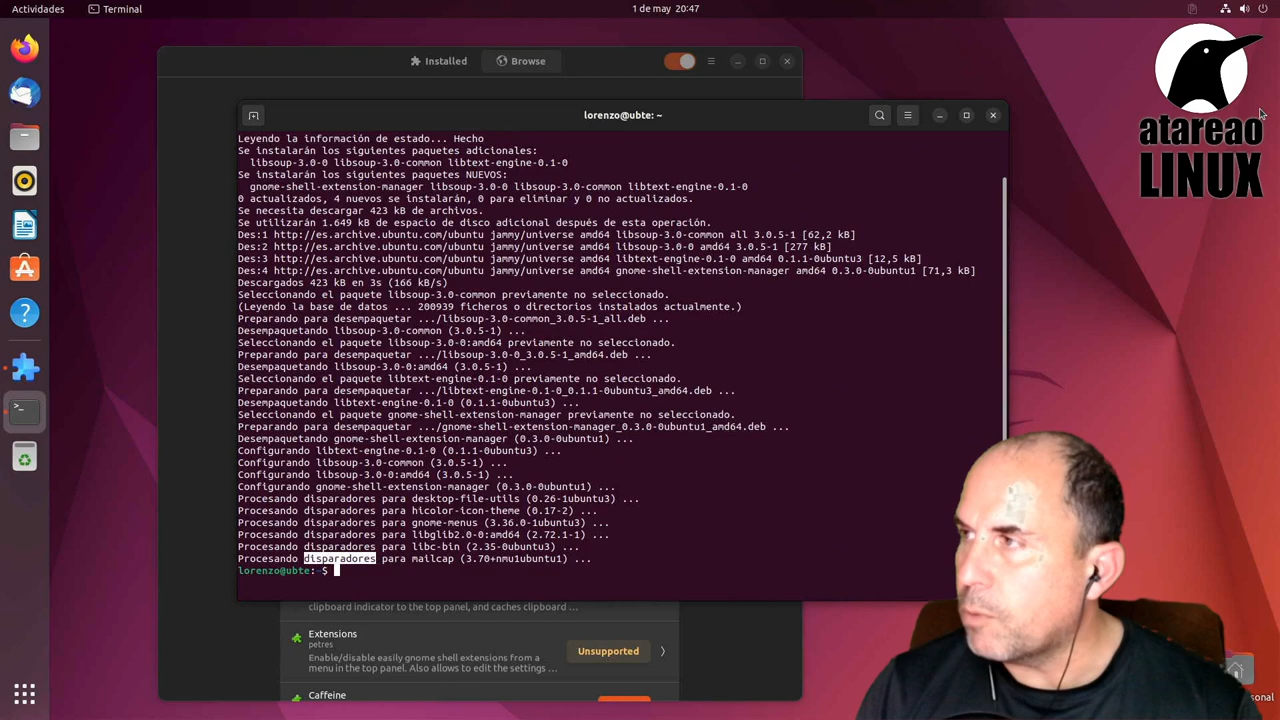 Actividades
Terminal
1 de may 20:47
Installed
Browse
atareao
LINUX
lorenzo@ubte: ~
Leyendo la información de estado... Hecho
Se instalarán los siguientes paquetes adicionales:
libsoup-3.0-0 libsoup-3.0-common libtext-engine-0.1-0
Se instalarán los siguientes paquetes NUEVOS:
gnome-shell-extension-manager libsoup-3.0-0 libsoup-3.0-common libtext-engine-0.1-0
0 actualizados, 4 nuevos se instalarán, 0 para eliminar y 0 no actualizados.
Se necesita descargar 423 kB de archivos.
Se utilizarán 1.649 kB de espacio de disco adicional después de esta operación.
Des:1 http://es.archive.ubuntu.com/ubuntu jammy/universe amd64 libsoup-3.0-common all 3.0.5-1 [62,2 kB]
Des:2 http://es.archive.ubuntu.com/ubuntu jammy/universe amd64 libsoup-3.0-0 amd64 3.0.5-1 [277 kB]
Des:3 http://es.archive.ubuntu.com/ubuntu jammy/universe amd64 libtext-engine-0.1-0 amd64 0.1.1-0ubuntu3 [12,5 kB]
Des:4 http://es.archive.ubuntu.com/ubuntu jammy/universe amd64 gnome-shell-extension-manager amd64 0.3.0-0ubuntu1 [71,3 kB]
Descargados 423 kB en 3s (166 kB/s)
Seleccionando el paquete libsoup-3.0-common previamente no seleccionado.
(Leyendo la base de datos ... 200939 ficheros o directorios instalados actualmente.)
Preparando para desempaquetar .../libsoup-3.0-common_3.0.5-1_all.deb ...
Desempaquetando libsoup-3.0-common (3.0.5-1) ...
Seleccionando el paquete libsoup-3.0-0:amd64 previamente no seleccionado.
Preparando para desempaquetar .../libsoup-3.0-0_3.0.5-1_amd64.deb ...
Desempaquetando libsoup-3.0-0:amd64 (3.0.5-1) ...
Seleccionando el paquete libtext-engine-0.1-0 previamente no seleccionado.
Preparando para desempaquetar .../libtext-engine-0.1-0_0.1.1-0ubuntu3_amd64.deb ...
Desempaquetando libtext-engine-0.1-0 (0.1.1-0ubuntu3) ...
Seleccionando el paquete gnome-shell-extension-manager previamente no seleccionado.
Preparando para desempaquetar .../gnome-shell-extension-manager_0.3.0-0ubuntu1_amd64.deb ...
Desempaquetando gnome-shell-extension-manager (0.3.0-0ubuntu1) ...
Configurando libtext-engine-0.1-0 (0.1.1-0ubuntu3) ...
Configurando libsoup-3.0-common (3.0.5-1) ...
Configurando libsoup-3.0-0:amd64 (3.0.5-1) ...
Configurando gnome-shell-extension-manager (0.3.0-0ubuntu1) ...
Procesando disparadores para desktop-file-utils (0.26-1ubuntu3) ...
Procesando disparadores para hicolor-icon-theme (0.17-2) ...
Procesando disparadores para gnome-menus (3.36.0-1ubuntu3) ...
Procesando disparadores para libglib2.0-0:amd64 (2.72.1-1) ...
Procesando disparadores para libc-bin (2.35-0ubuntu3) ...
Procesando disparadores para mailcap (3.70+nmu1ubuntu1) ...
lorenzo@ubte:~$
clipboard indicator to the top panel, and caches clipboard ...
Extensions
petres
Enable/disable easily gnome shell extensions from a
menu in the top panel. Also allows to edit the settings ...
Unsupported
Caffeine
sonal